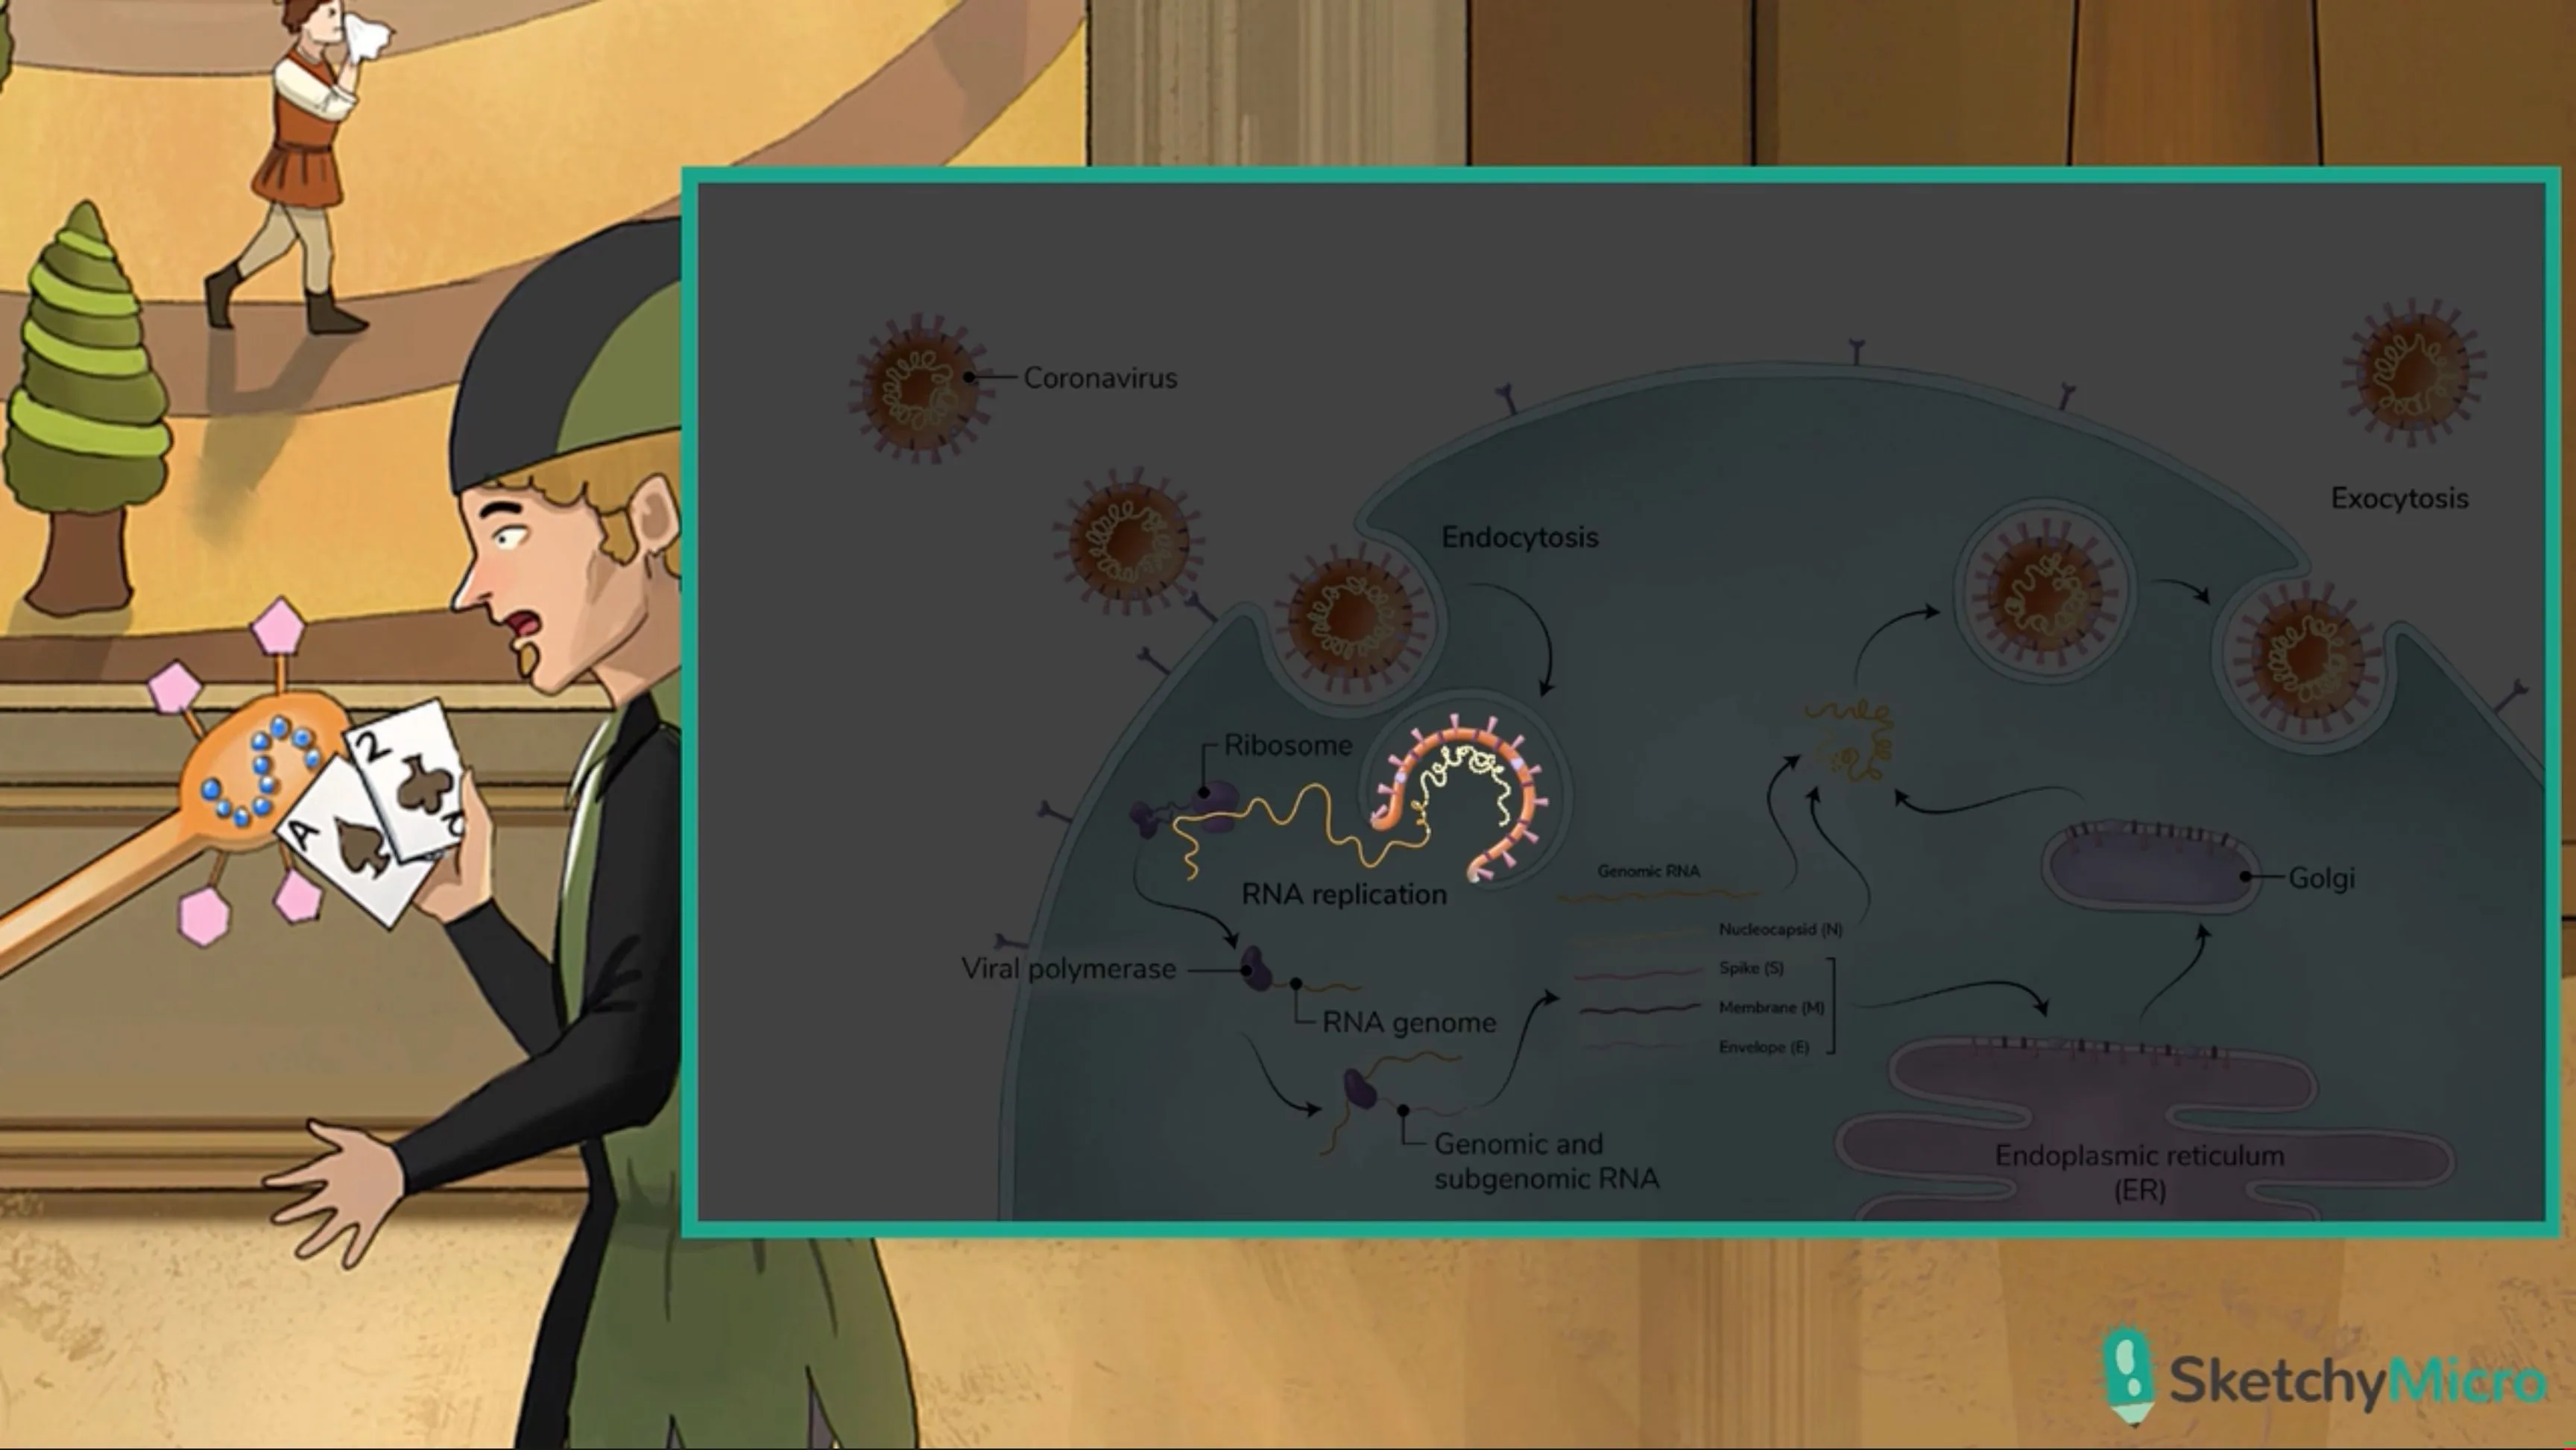 Coronavirus
Exocytosis
Endocytosis
Ribosome
RNA replication
Genomic RNA
Nucleocapsid (N)
Spike (S)
Membrane (M)
Envelope (E)
Golgi
Viral polymerase
RNA genome
Genomic and
subgenomic RNA
Endoplasmic reticulum
(ER)
2
2
A
SketchyMicro